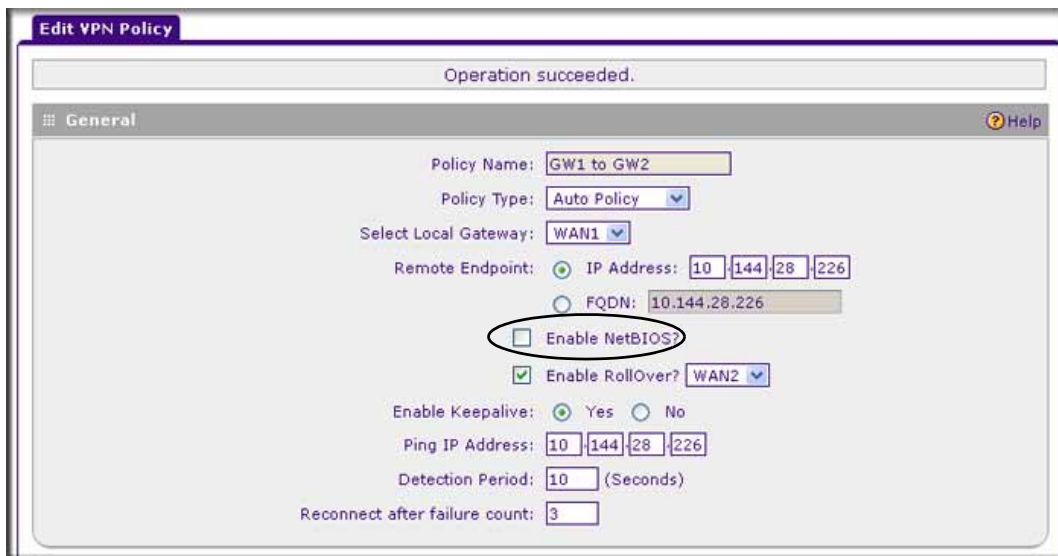 Edit VPN Policy
Operation succeeded.
General
Help
Policy Name: GW1 to GW2
Policy Type: Auto Policy
Select Local Gateway: WAN1
Remote Endpoint: IP Address: 10 .144 .28 .226
FQDN: 10.144.28.226
Enable NetBIOS?
Enable RollOver? WAN2
Enable Keepalive: Yes No
Ping IP Address: 10 .144 .28 .226
Detection Period: 10 (Seconds)
Reconnect after failure count: 3